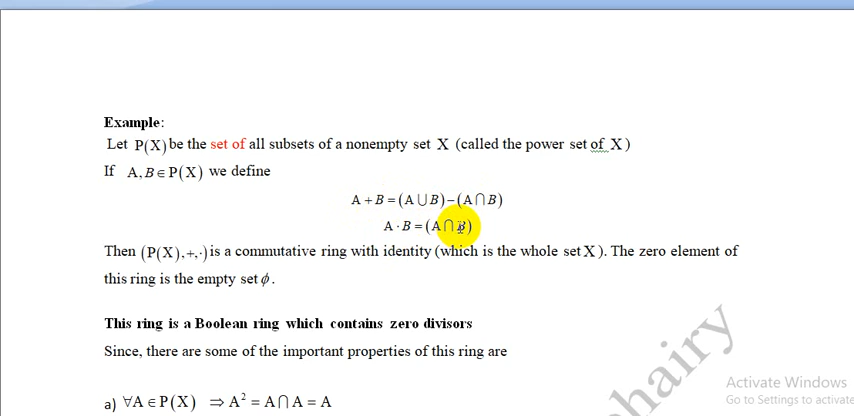 Example:
Let P(X) be the set of all subsets of a nonempty set X (called the power set of X)
If A, B ∈ P(X) we define
A + B = (A ∪ B) − (A ∩ B)
A · B = (A ∩ B)
Then (P(X), +, ·) is a commutative ring with identity (which is the whole set X). The zero element of
this ring is the empty set ϕ.
This ring is a Boolean ring which contains zero divisors
Since, there are some of the important properties of this ring are
a) ∀A ∈ P(X) ⇒ A² = A ∩ A = A
hairy
Activate Windows
Go to Settings to activate